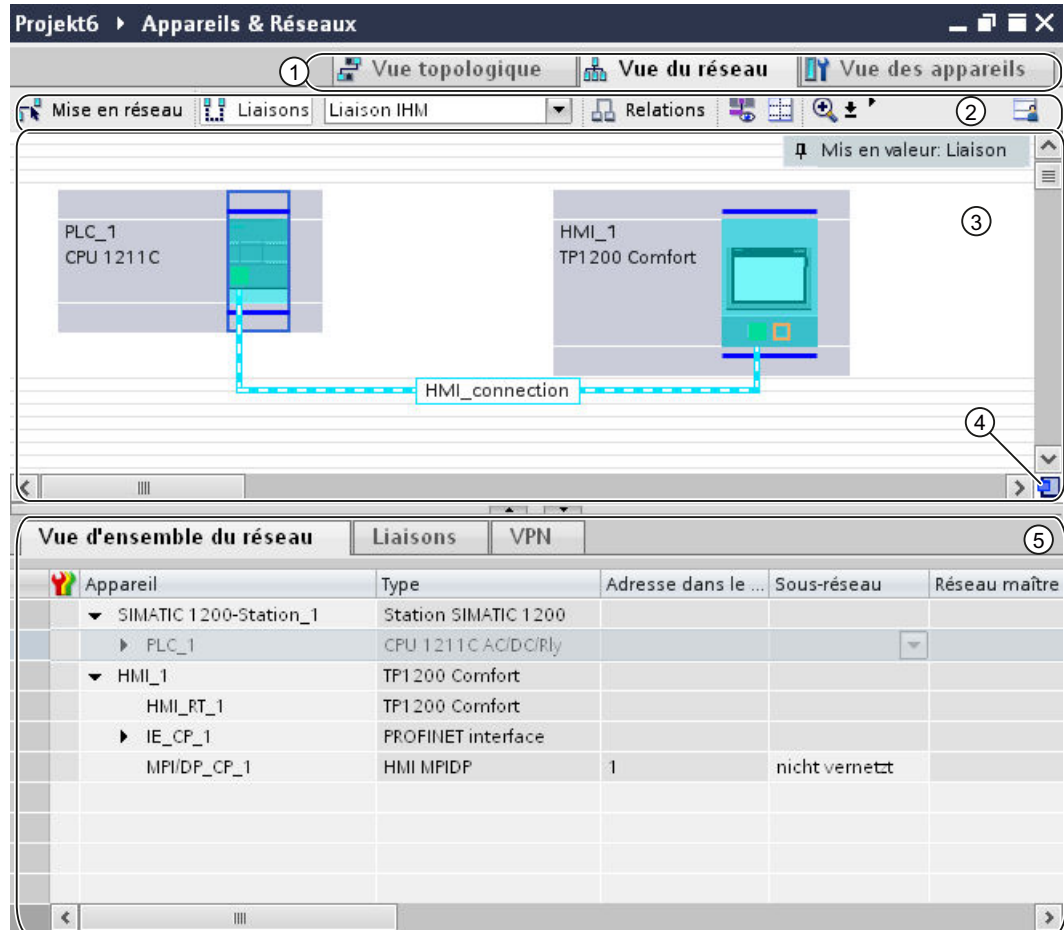 Projekt6 ▸ Appareils & Réseaux
1 Vue topologique Vue du réseau Vue des appareils
Mise en réseau Liaisons Liaison IHM Relations 2
Mis en valeur: Liaison
3
PLC_1
CPU 1211C
HMI_1
TP1200 Comfort
HMI_connection
4
Vue d'ensemble du réseau Liaisons VPN 5
Appareil Type Adresse dans le ... Sous-réseau Réseau maître
SIMATIC 1200-Station_1 Station SIMATIC 1200
PLC_1 CPU 1211C AC/DC/Rly
HMI_1 TP1200 Comfort
HMI_RT_1 TP1200 Comfort
IE_CP_1 PROFINET interface
MPI/DP_CP_1 HMI MPIDP 1 nicht vernetzt